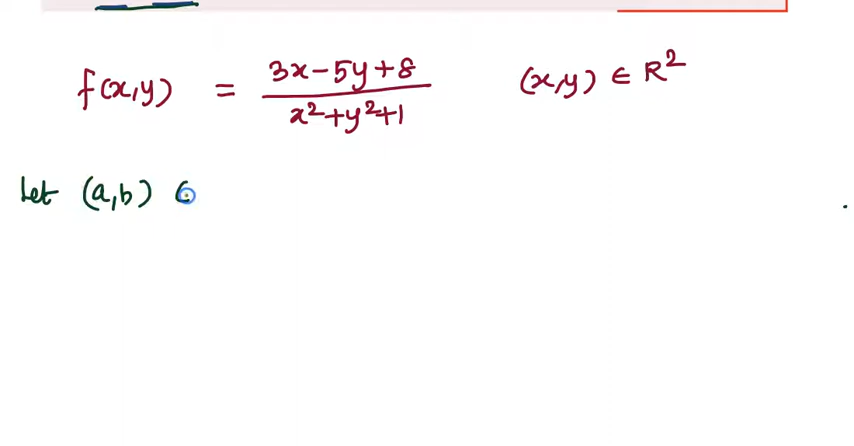 f(x,y) = 3x-5y+8 / x²+y²+1 (x,y) ∈ R²
Let (a,b) ∈